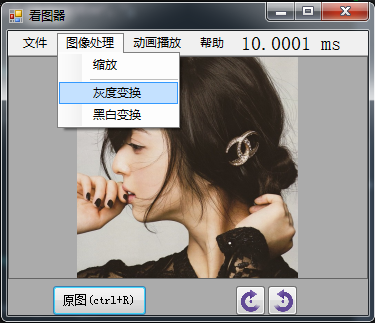 看图器
文件 图像处理 动画播放 帮助 10.0001 ms
缩放
灰度变换
黑白变换
原图(ctrl+R)